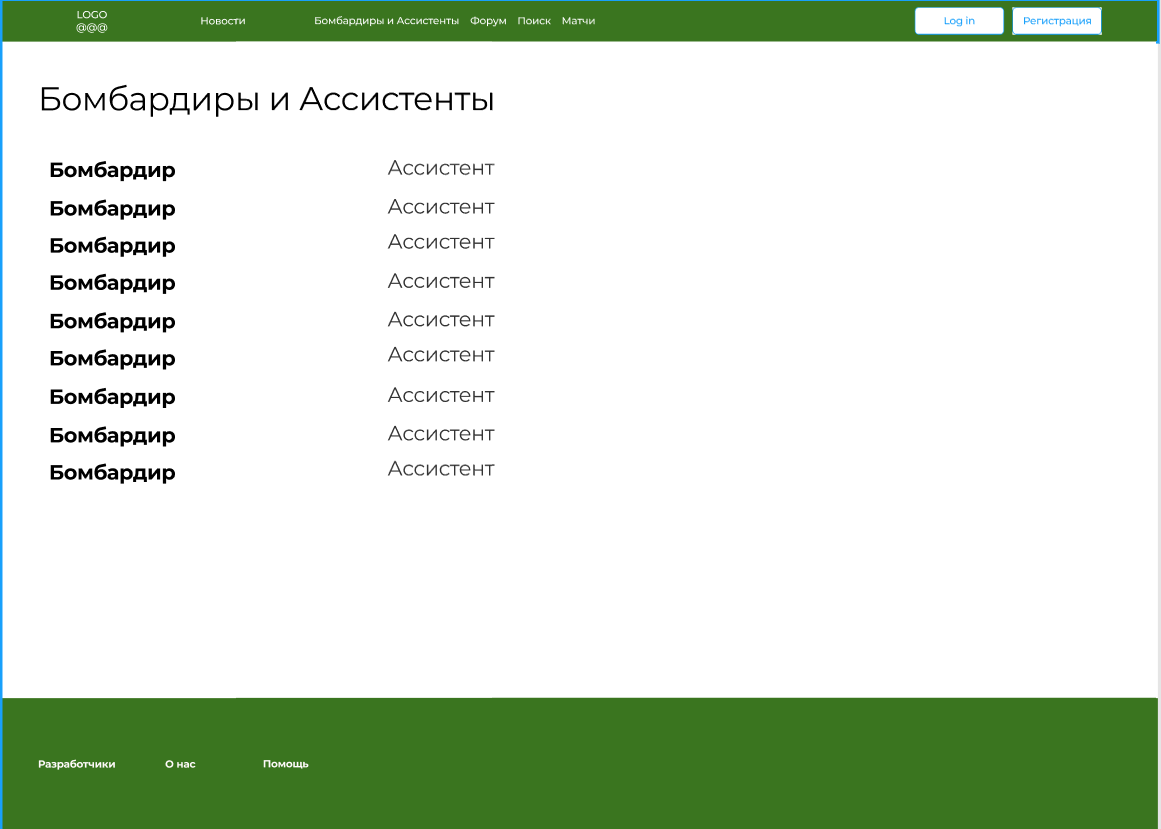 LOGO
@@@
Новости
Бомбардиры и Ассистенты
Форум
Поиск
Матчи
Log in
Регистрация
Бомбардиры и Ассистенты
Бомбардир
Ассистент
Бомбардир
Ассистент
Бомбардир
Ассистент
Бомбардир
Ассистент
Бомбардир
Ассистент
Бомбардир
Ассистент
Бомбардир
Ассистент
Бомбардир
Ассистент
Бомбардир
Ассистент
Разработчики
О нас
Помощь